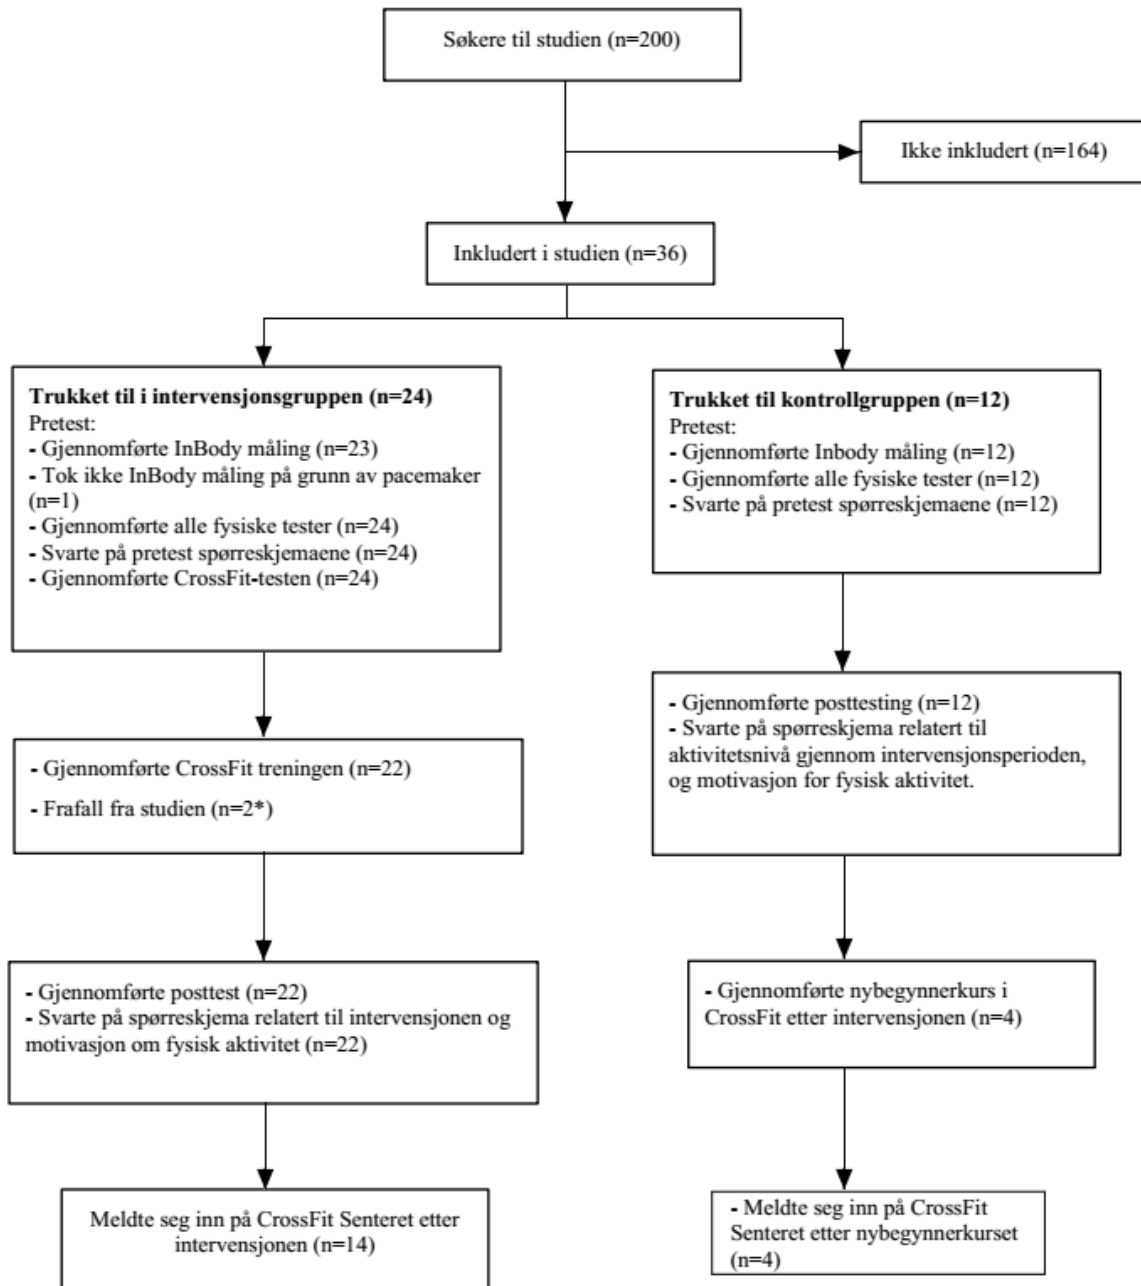 Søkere til studien (n=200)
Ikke inkludert (n=164)
Inkludert i studien (n=36)
Trukket til i intervensjonsgruppen (n=24)
Pretest:
- Gjennomførte InBody måling (n=23)
- Tok ikke InBody måling på grunn av pacemaker
(n=1)
- Gjennomførte alle fysiske tester (n=24)
- Svarte på pretest spørreskjemaene (n=24)
- Gjennomførte CrossFit-testen (n=24)
Trukket til kontrollgruppen (n=12)
Pretest:
- Gjennomførte Inbody måling (n=12)
- Gjennomførte alle fysiske tester (n=12)
- Svarte på pretest spørreskjemaene (n=12)
- Gjennomførte CrossFit treningen (n=22)
- Frafall fra studien (n=2*)
- Gjennomførte posttesting (n=12)
- Svarte på spørreskjema relatert til
aktivitetsnivå gjennom intervensjonsperioden,
og motivasjon for fysisk aktivitet.
- Gjennomførte posttest (n=22)
- Svarte på spørreskjema relatert til intervensjonen og
motivasjon om fysisk aktivitet (n=22)
- Gjennomførte nybegynnerkurs i
CrossFit etter intervensjonen (n=4)
Meldte seg inn på CrossFit Senteret etter
intervensjonen (n=14)
- Meldte seg inn på CrossFit
Senteret etter nybegynnerkurset
(n=4)